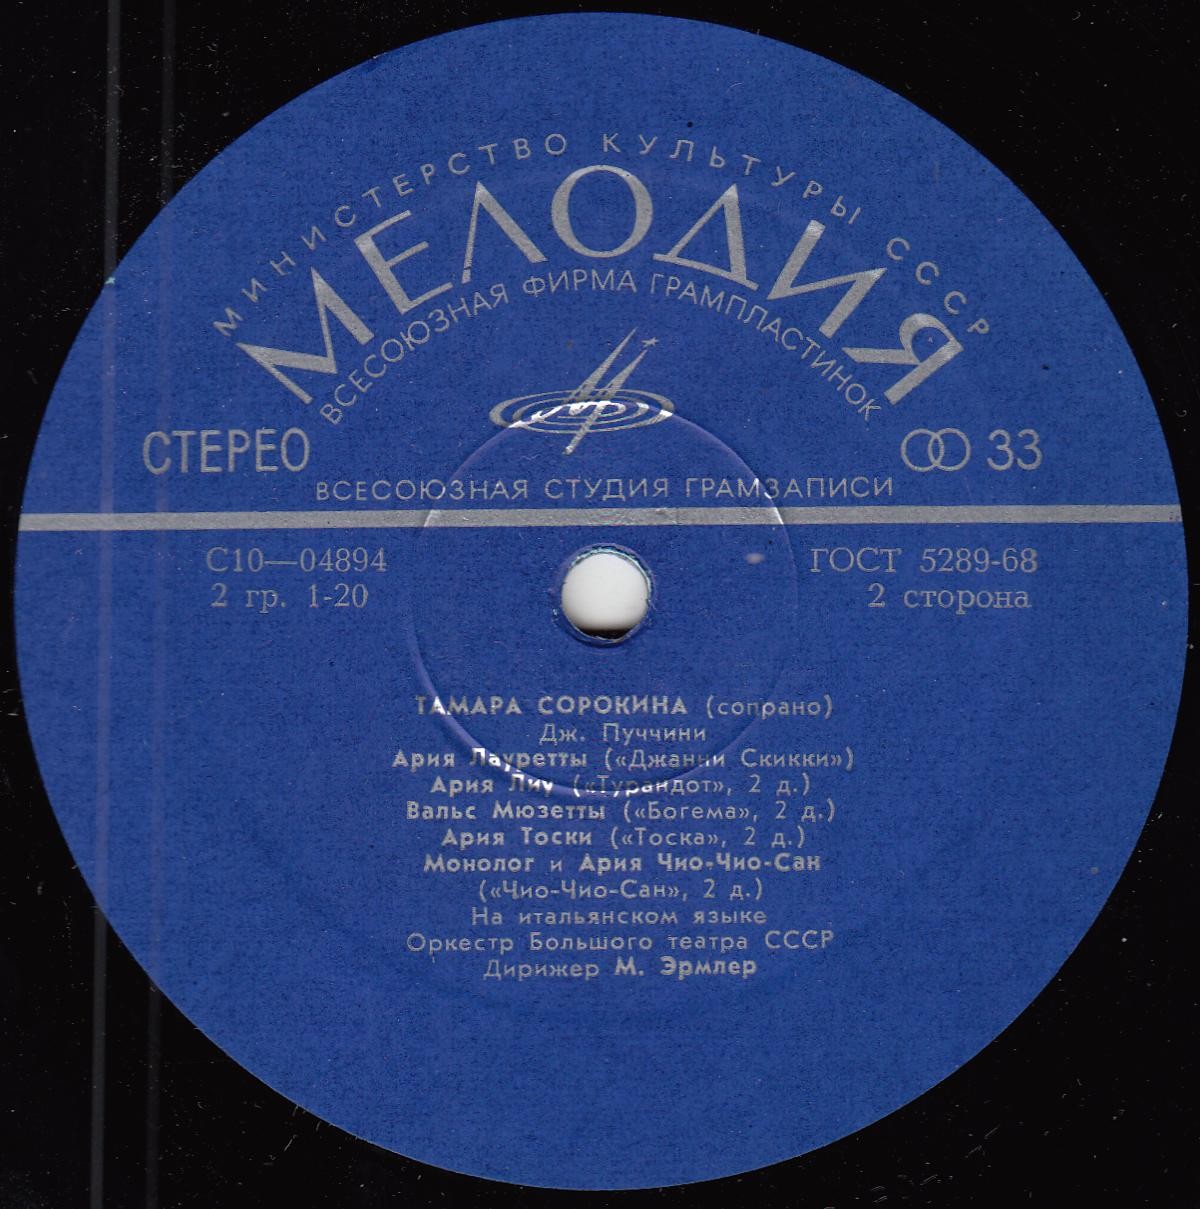 МИНИСТЕРСТВО КУЛЬТУРЫ СССР
МЕЛОДИЯ
ВСЕСОЮЗНАЯ ФИРМА ГРАМПЛАСТИНОК
СТЕРЕО 33
ВСЕСОЮЗНАЯ СТУДИЯ ГРАМЗАПИСИ
С10—04894 ГОСТ 5289-68
2 гр. 1-20 2 сторона
ТАМАРА СОРОКИНА (сопрано)
Дж. Пуччини
Ария Лауретты («Джанни Скикки»)
Ария Лиу («Турандот», 2 д.)
Вальс Мюзетты («Богема», 2 д.)
Ария Тоски («Тоска», 2 д.)
Монолог и Ария Чио-Чио-Сан
(«Чио-Чио-Сан», 2 д.)
На итальянском языке
Оркестр Большого театра СССР
Дирижер М. Эрмлер